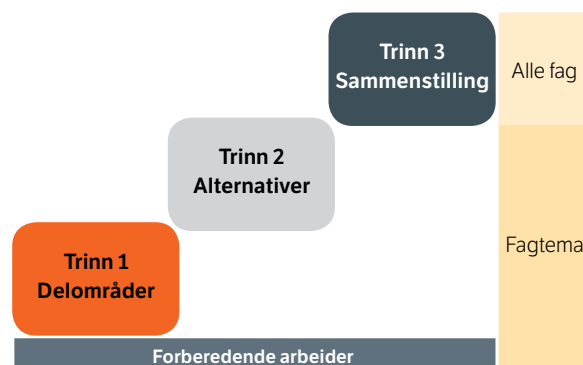 Trinn 3
Sammenstilling
Alle fag
Trinn 2
Alternativer
Fagtema
Trinn 1
Delområder
Forberedende arbeider